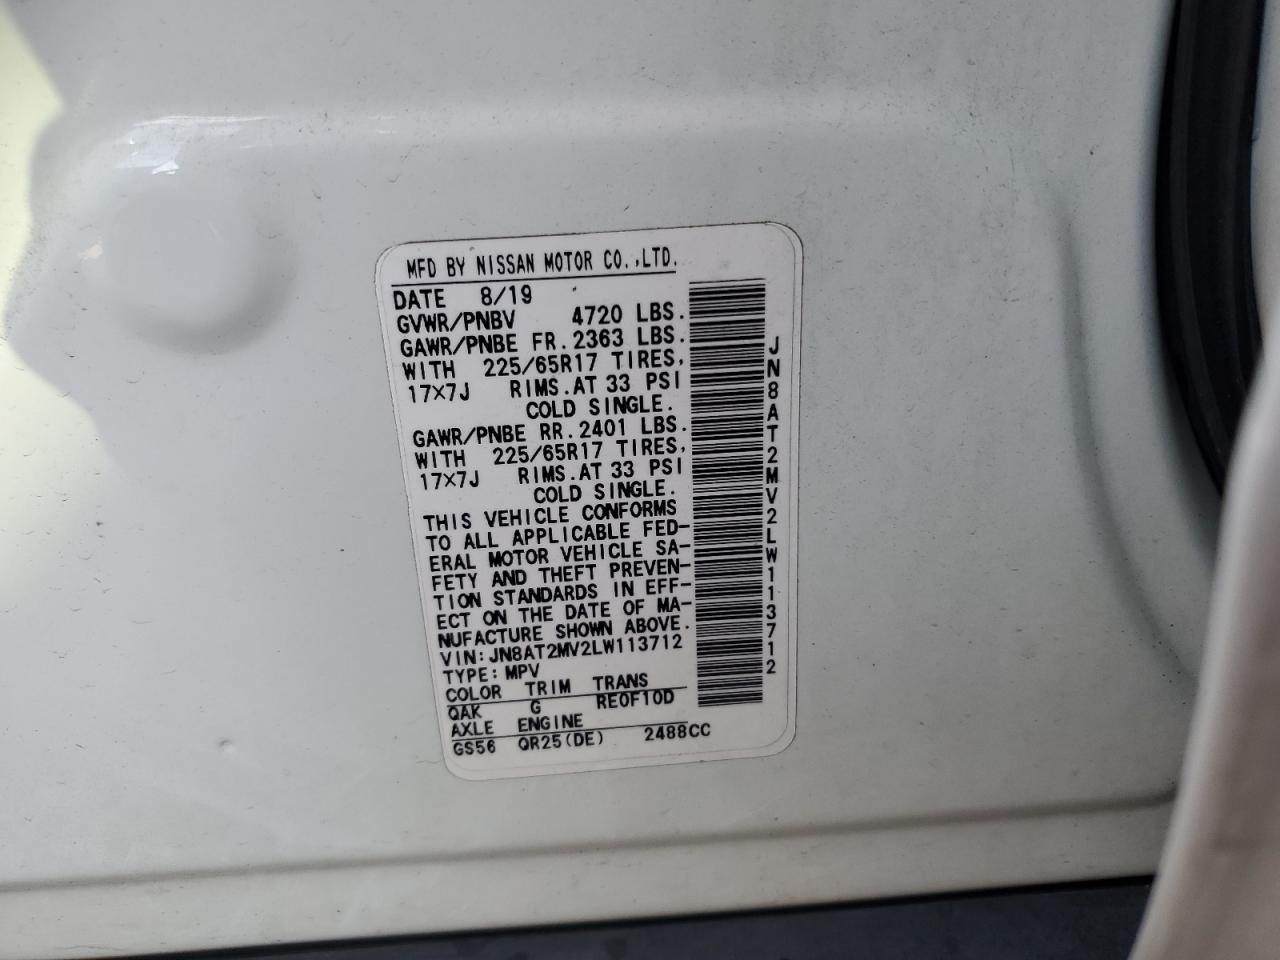 MFD BY NISSAN MOTOR CO.,LTD.
DATE 8/19
GVWR/PNBV 4720 LBS.
GAWR/PNBE FR. 2363 LBS.
WITH 225/65R17 TIRES,
17×7J RIMS. AT 33 PSI
COLD SINGLE.
GAWR/PNBE RR. 2401 LBS.
WITH 225/65R17 TIRES,
17×7J RIMS. AT 33 PSI
COLD SINGLE.
THIS VEHICLE CONFORMS
TO ALL APPLICABLE FED-
ERAL MOTOR VEHICLE SA-
FETY AND THEFT PREVEN-
TION STANDARDS IN EFF-
ECT ON THE DATE OF MA-
NUFACTURE SHOWN ABOVE.
VIN: JN8AT2MV2LW113712
TYPE: MPV
COLOR TRIM TRANS
QAK G RE0F10D
AXLE ENGINE
GS56 QR25(DE) 2488CC
JN8AT2MV2LW113712